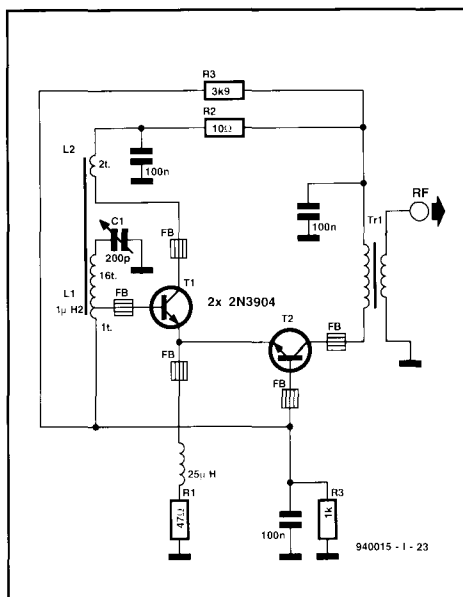 R3
3k9
R2
10Ω
L2
2t.
100n
100n
Tr1
RF
C1
200p
FB
FB
16t.
T1
L1
FB
2x 2N3904
1µ H2
1t.
T2
FB
FB
FB
25µH
R1
47Ω
100n
R3
1k
940015 - I - 23